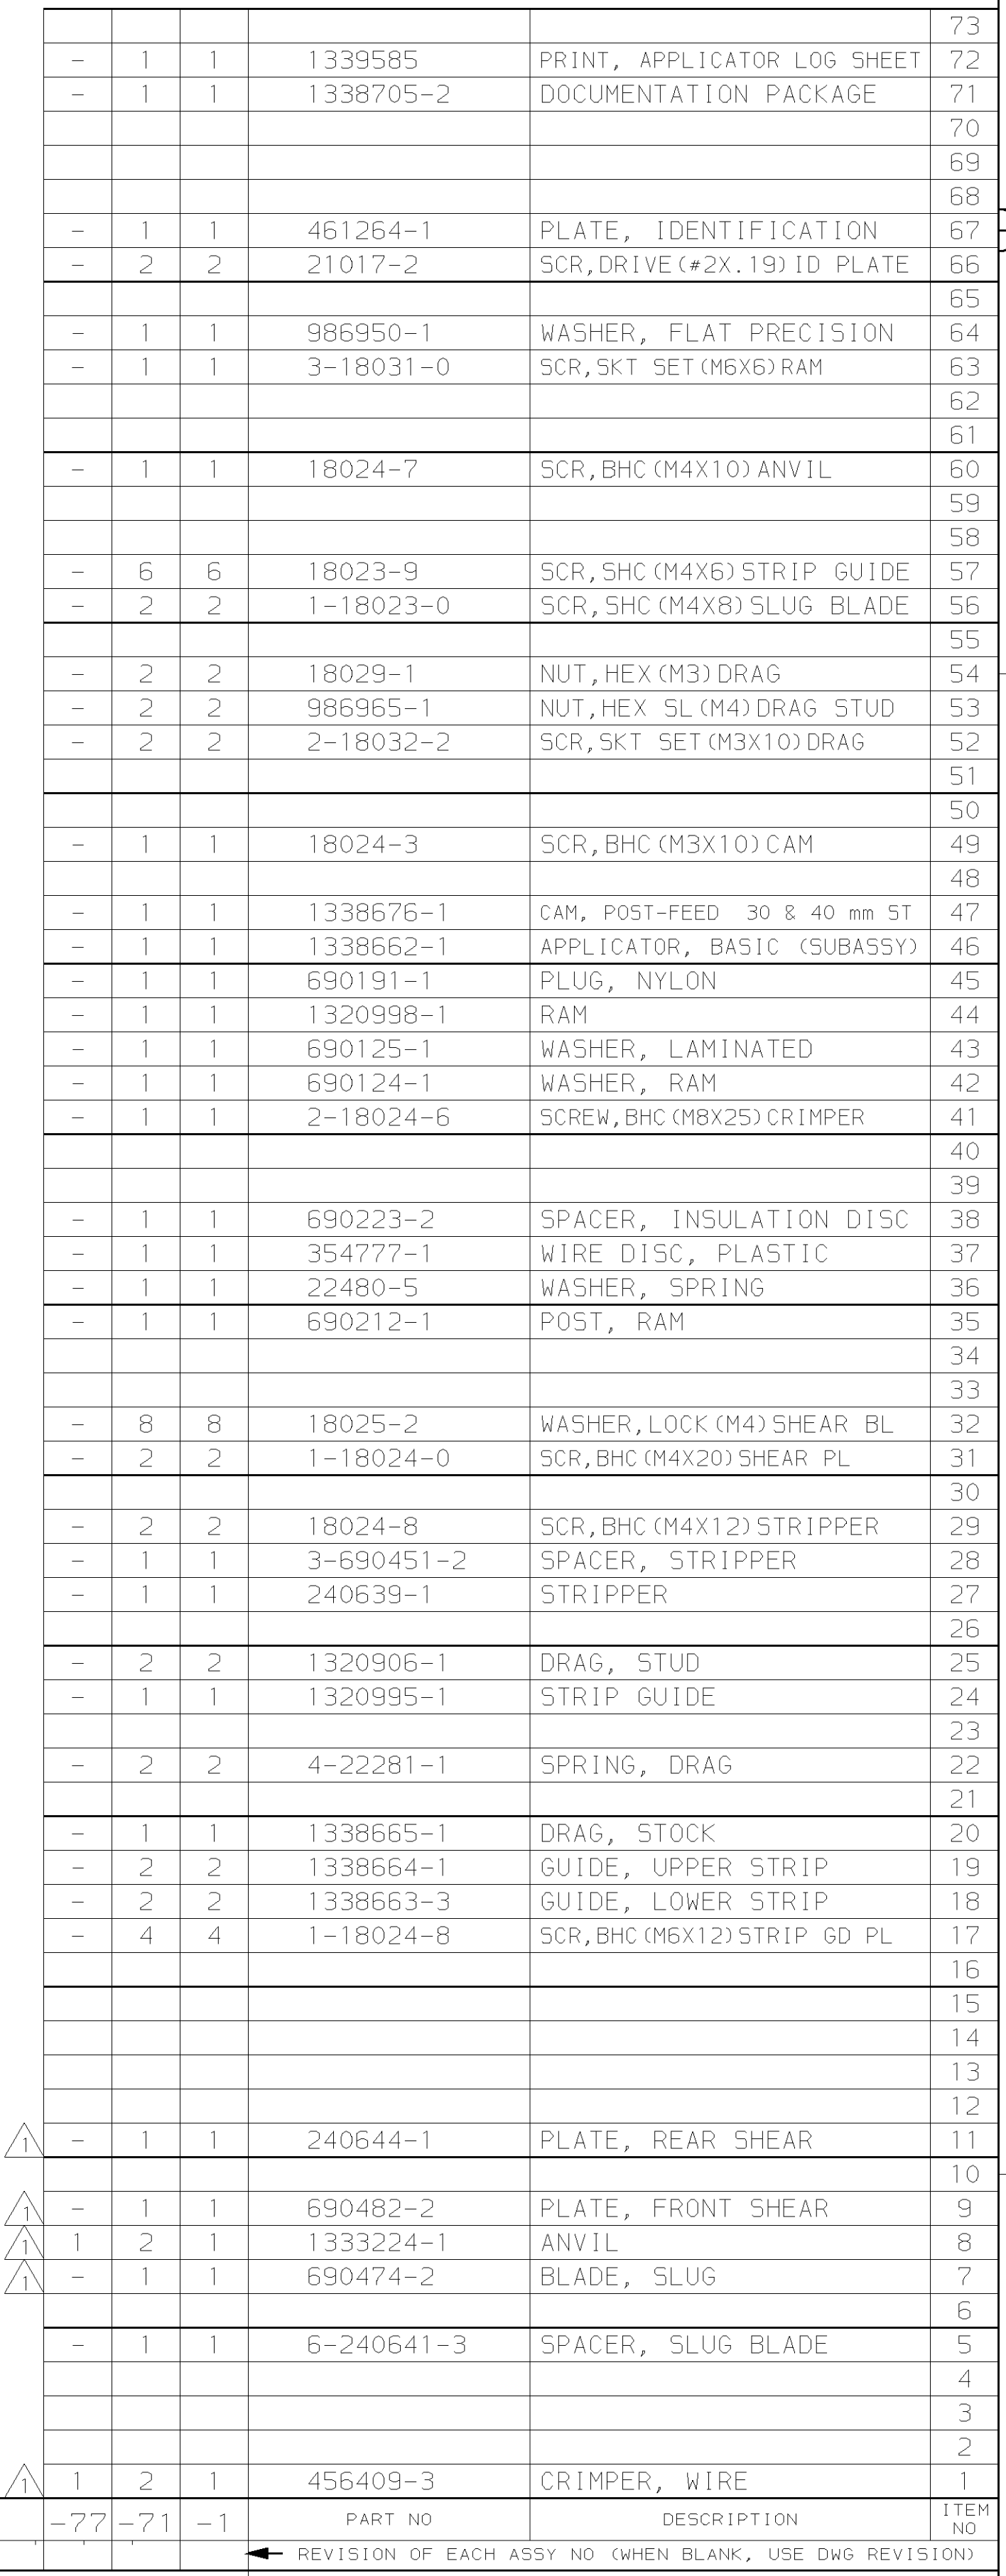 73
- 1 1 1339585 PRINT, APPLICATOR LOG SHEET 72
- 1 1 1338705-2 DOCUMENTATION PACKAGE 71
70
69
68
- 1 1 461264-1 PLATE, IDENTIFICATION 67
- 2 2 21017-2 SCR,DRIVE(#2X.19)ID PLATE 66
65
- 1 1 986950-1 WASHER, FLAT PRECISION 64
- 1 1 3-18031-0 SCR,SKT SET(M6X6)RAM 63
62
61
- 1 1 18024-7 SCR,BHC(M4X10)ANVIL 60
59
58
- 6 6 18023-9 SCR,SHC(M4X6)STRIP GUIDE 57
- 2 2 1-18023-0 SCR,SHC(M4X8)SLUG BLADE 56
55
- 2 2 18029-1 NUT,HEX(M3)DRAG 54
- 2 2 986965-1 NUT,HEX SL(M4)DRAG STUD 53
- 2 2 2-18032-2 SCR,SKT SET(M3X10)DRAG 52
51
50
- 1 1 18024-3 SCR,BHC(M3X10)CAM 49
48
- 1 1 1338676-1 CAM, POST-FEED 30 & 40 mm ST 47
- 1 1 1338662-1 APPLICATOR, BASIC (SUBASSY) 46
- 1 1 690191-1 PLUG, NYLON 45
- 1 1 1320998-1 RAM 44
- 1 1 690125-1 WASHER, LAMINATED 43
- 1 1 690124-1 WASHER, RAM 42
- 1 1 2-18024-6 SCREW,BHC(M8X25)CRIMPER 41
40
39
- 1 1 690223-2 SPACER, INSULATION DISC 38
- 1 1 354777-1 WIRE DISC, PLASTIC 37
- 1 1 22480-5 WASHER, SPRING 36
- 1 1 690212-1 POST, RAM 35
34
33
- 8 8 18025-2 WASHER,LOCK(M4)SHEAR BL 32
- 2 2 1-18024-0 SCR,BHC(M4X20)SHEAR PL 31
30
- 2 2 18024-8 SCR,BHC(M4X12)STRIPPER 29
- 1 1 3-690451-2 SPACER, STRIPPER 28
- 1 1 240639-1 STRIPPER 27
26
- 2 2 1320906-1 DRAG, STUD 25
- 1 1 1320995-1 STRIP GUIDE 24
23
- 2 2 4-22281-1 SPRING, DRAG 22
21
- 1 1 1338665-1 DRAG, STOCK 20
- 2 2 1338664-1 GUIDE, UPPER STRIP 19
- 2 2 1338663-3 GUIDE, LOWER STRIP 18
- 4 4 1-18024-8 SCR,BHC(M6X12)STRIP GD PL 17
16
15
14
13
12
1 - 1 1 240644-1 PLATE, REAR SHEAR 11
10
1 - 1 1 690482-2 PLATE, FRONT SHEAR 9
1 1 2 1 1333224-1 ANVIL 8
1 - 1 1 690474-2 BLADE, SLUG 7
6
- 1 1 6-240641-3 SPACER, SLUG BLADE 5
4
3
2
1 1 2 1 456409-3 CRIMPER, WIRE 1
-77 -71 -1 PART NO DESCRIPTION ITEM NO
REVISION OF EACH ASSY NO (WHEN BLANK, USE DWG REVISION)